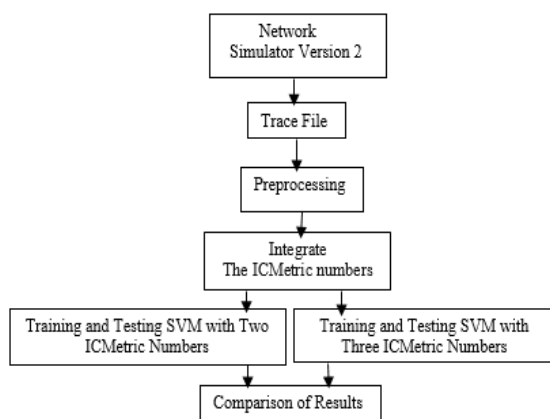 Network
Simulator Version 2
Trace File
Preprocessing
Integrate
The ICMetric numbers
Training and Testing SVM with Two
ICMetric Numbers
Training and Testing SVM with
Three ICMetric Numbers
Comparison of Results